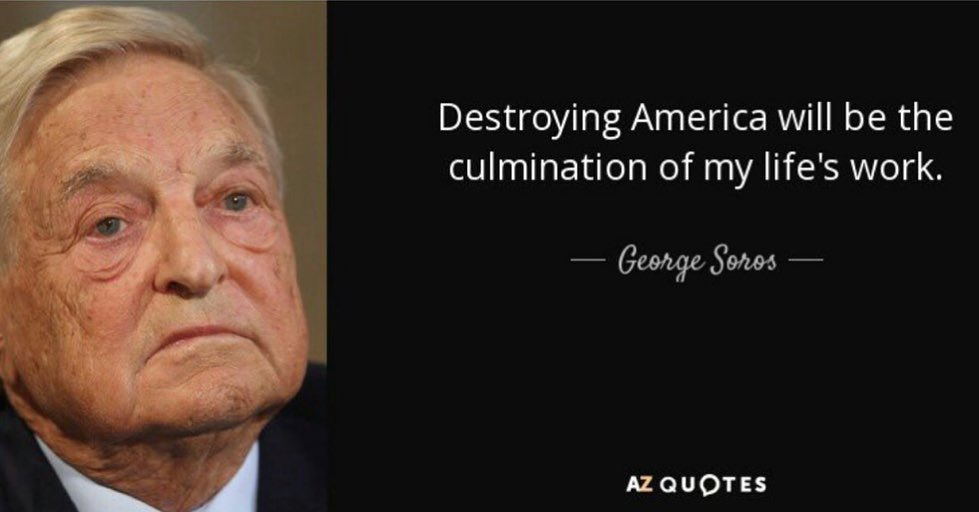 Destroying America will be the
culmination of my life's work.
— George Soros —
AZ QUOTES